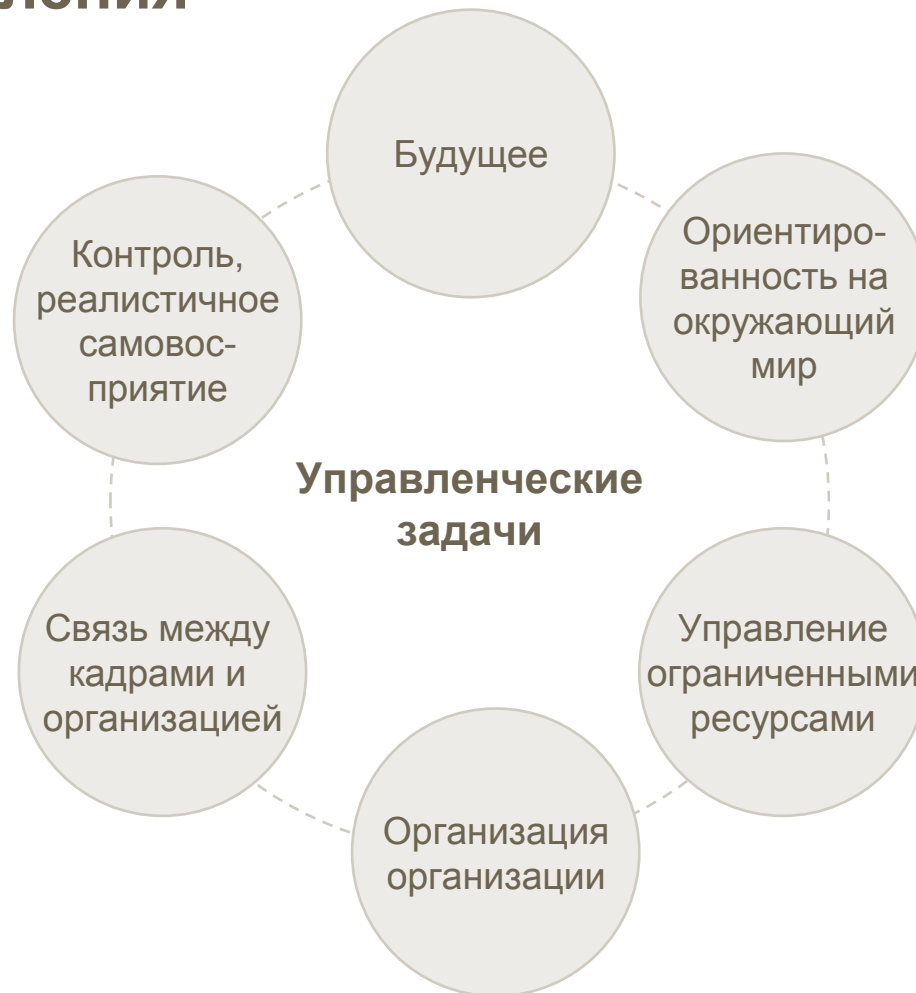 Будущее
Ориентиро-
ванность на
окружающий
мир
Контроль,
реалистичное
самовос-
приятие
Управленческие
задачи
Связь между
кадрами и
организацией
Управление
ограниченными
ресурсами
Организация
организации